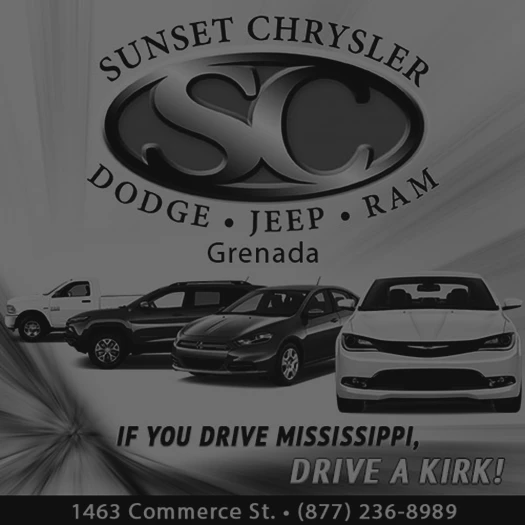 SUNSET CHRYSLER
SC
DODGE • JEEP • RAM
Grenada
IF YOU DRIVE MISSISSIPPI,
DRIVE A KIRK!
1463 Commerce St. • (877) 236-8989